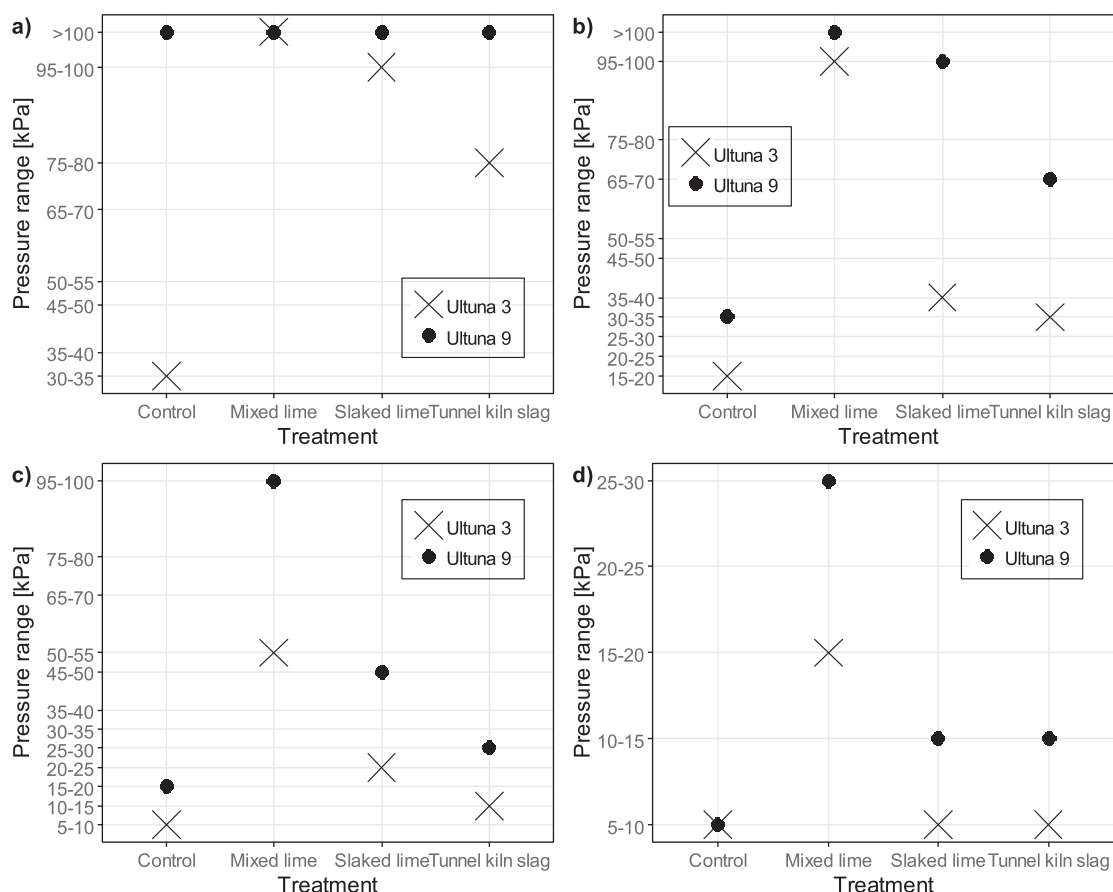 a)
Pressure range [kPa]
>100
95-100
75-80
65-70
50-55
45-50
35-40
30-35
Ultuna 3
Ultuna 9
Control Mixed lime Slaked lime Tunnel kiln slag
Treatment
b)
Pressure range [kPa]
>100
95-100
75-80
65-70
50-55
45-50
35-40
30-35
25-30
20-25
15-20
Ultuna 3
Ultuna 9
Control Mixed lime Slaked lime Tunnel kiln slag
Treatment
c)
Pressure range [kPa]
95-100
75-80
65-70
50-55
45-50
35-40
30-35
25-30
20-25
15-20
10-15
5-10
Ultuna 3
Ultuna 9
Control Mixed lime Slaked lime Tunnel kiln slag
Treatment
d)
Pressure range [kPa]
25-30
20-25
15-20
10-15
5-10
Ultuna 3
Ultuna 9
Control Mixed lime Slaked lime Tunnel kiln slag
Treatment